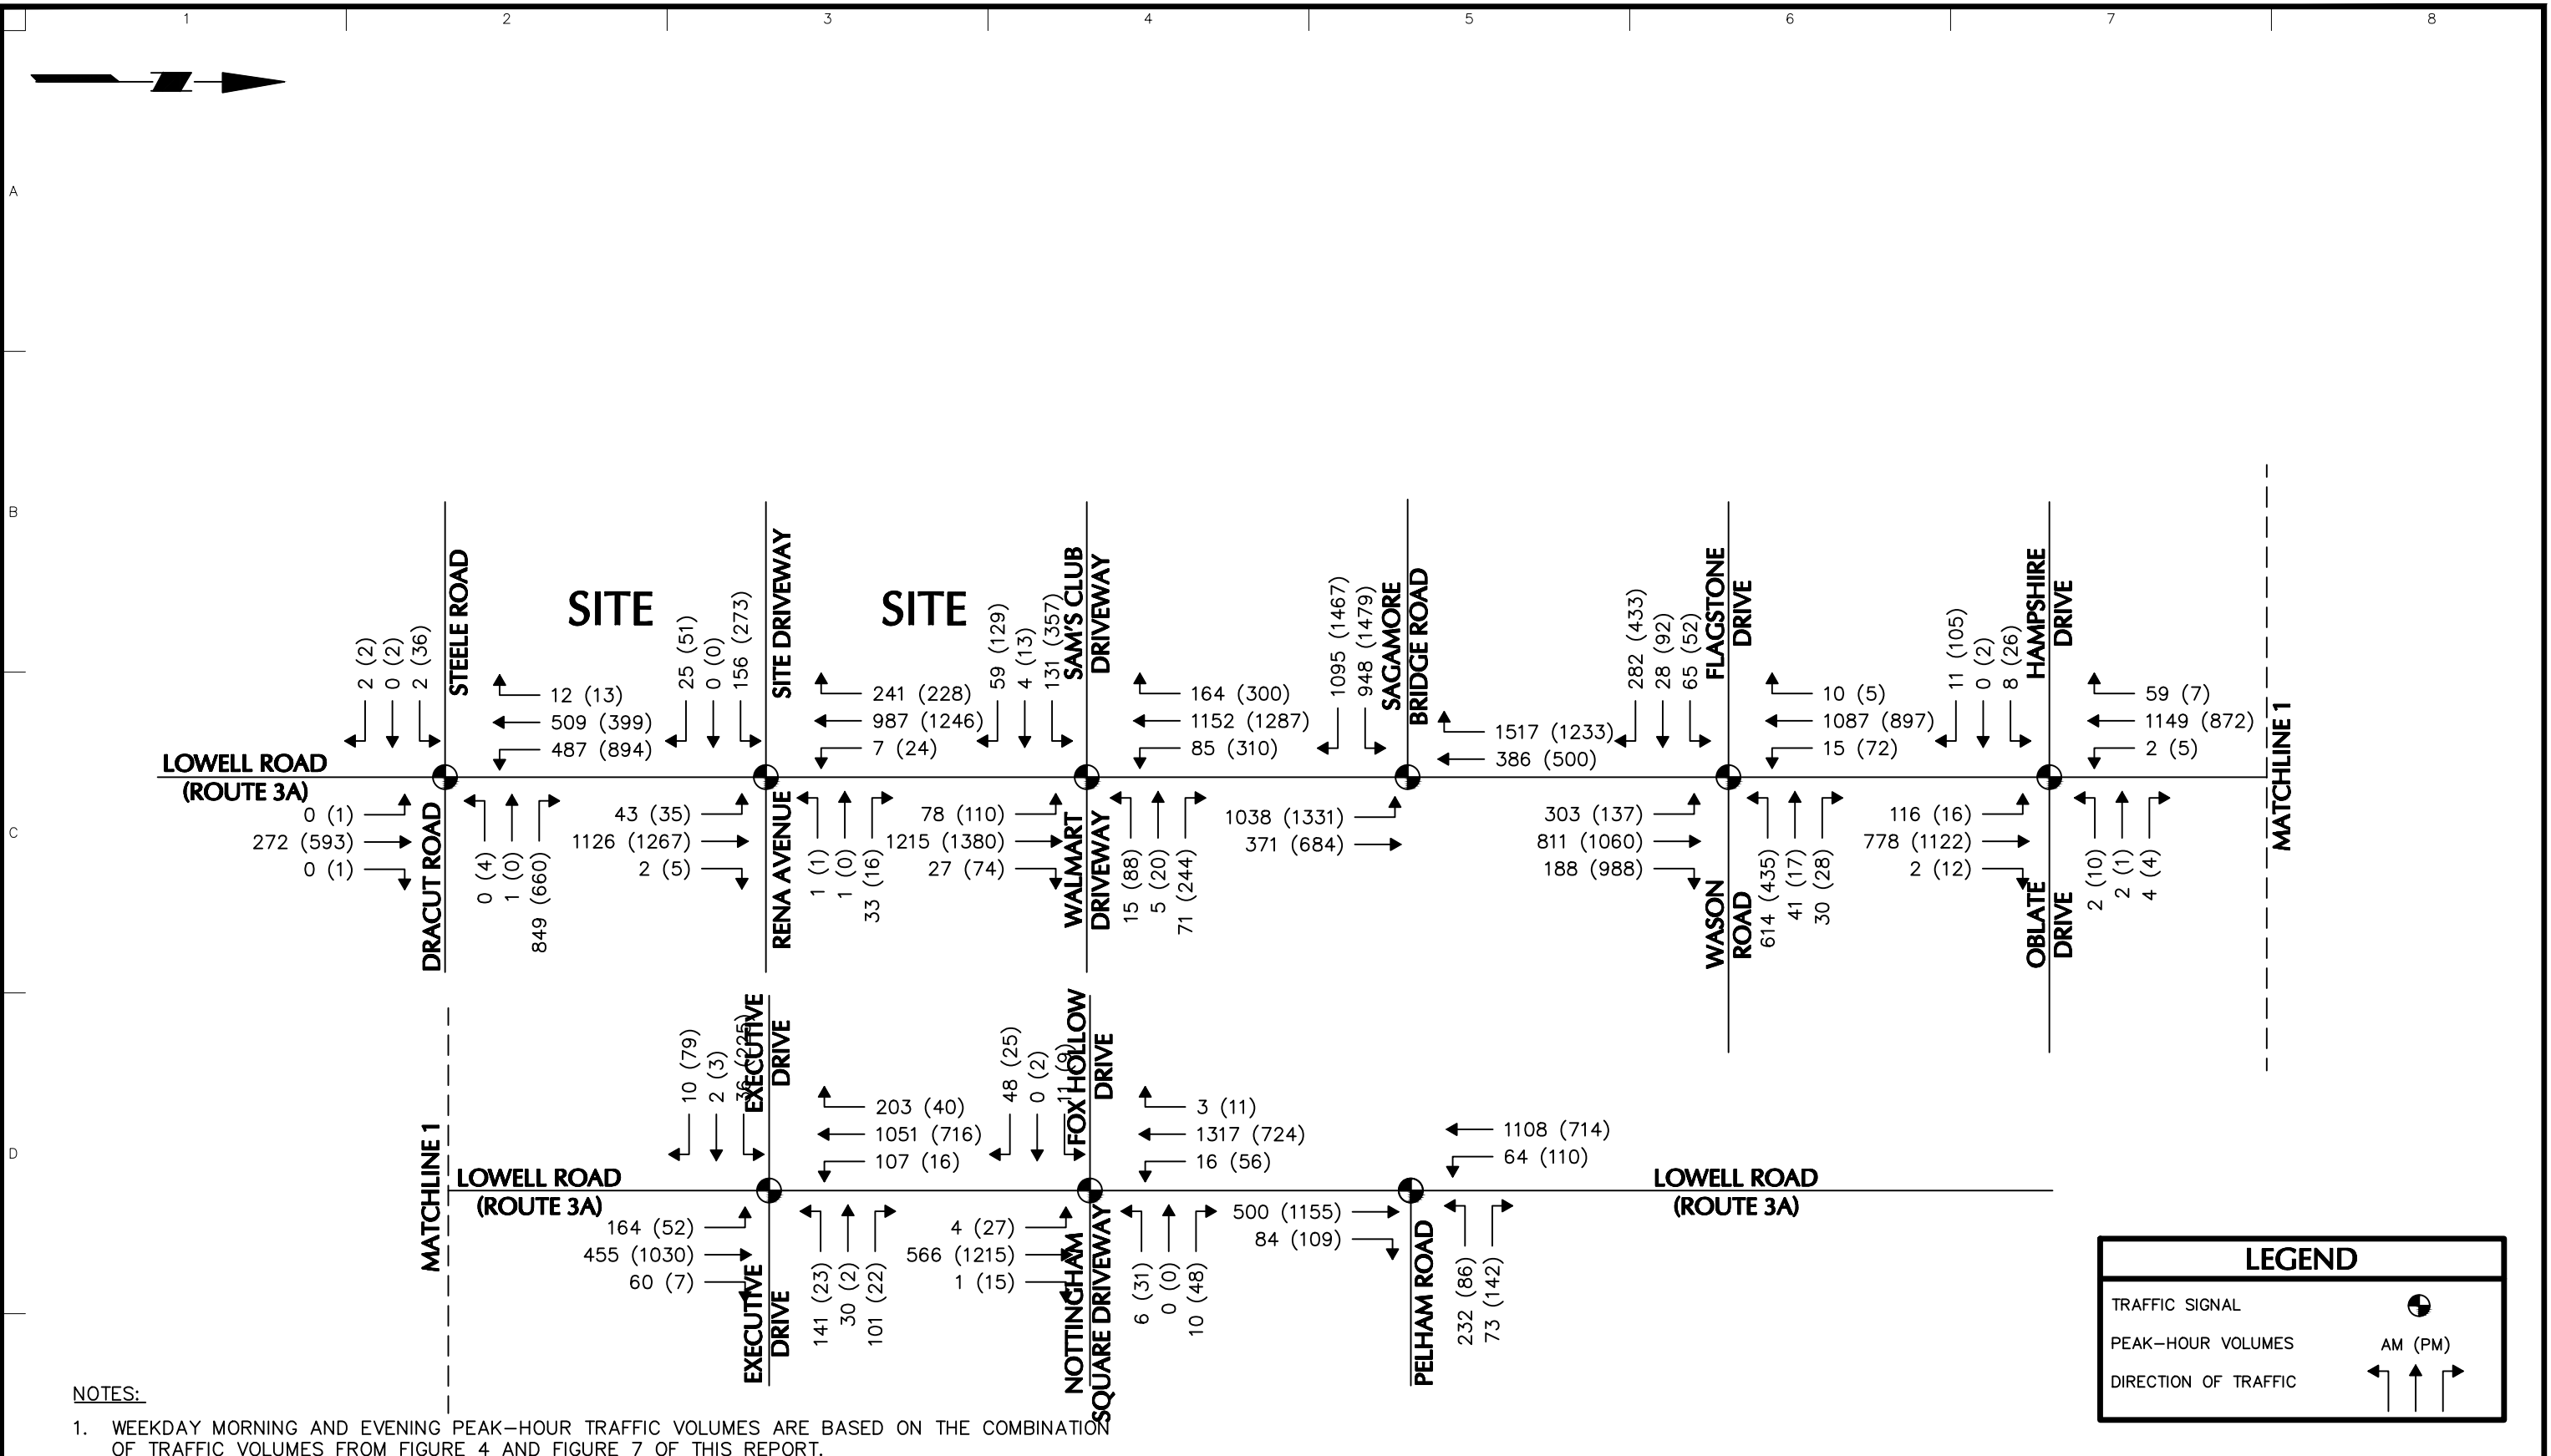 1 2 3 4 5 6 7 8
A
B
C
D
SITE
SITE
STEELE ROAD
SITE DRIVEWAY
SAM'S CLUB
DRIVEWAY
SAGAMORE
BRIDGE ROAD
FLAGSTONE
DRIVE
HAMPSHIRE
DRIVE
MATCHLINE 1
2 (2)
0 (2)
2 (36)
12 (13)
509 (399)
487 (894)
25 (51)
0 (0)
156 (273)
241 (228)
987 (1246)
7 (24)
59 (129)
4 (13)
131 (357)
164 (300)
1152 (1287)
85 (310)
1095 (1467)
948 (1479)
1517 (1233)
386 (500)
282 (433)
28 (92)
65 (52)
10 (5)
1087 (897)
15 (72)
11 (105)
0 (2)
8 (26)
59 (7)
1149 (872)
2 (5)
LOWELL ROAD
(ROUTE 3A)
0 (1)
272 (593)
0 (1)
DRACUT ROAD
0 (4)
1 (0)
849 (660)
43 (35)
1126 (1267)
2 (5)
RENA AVENUE
1 (1)
1 (0)
33 (16)
78 (110)
1215 (1380)
27 (74)
WALMART
DRIVEWAY
15 (88)
5 (20)
71 (244)
1038 (1331)
371 (684)
303 (137)
811 (1060)
188 (988)
WASON
ROAD
614 (435)
41 (17)
30 (28)
116 (16)
778 (1122)
2 (12)
OBLATE
DRIVE
2 (10)
2 (1)
4 (4)
MATCHLINE 1
LOWELL ROAD
(ROUTE 3A)
10 (79)
2 (3)
36 (225)
EXECUTIVE
DRIVE
203 (40)
1051 (716)
107 (16)
48 (25)
0 (2)
11 (9)
FOX HOLLOW
DRIVE
3 (11)
1317 (724)
16 (56)
1108 (714)
64 (110)
LOWELL ROAD
(ROUTE 3A)
164 (52)
455 (1030)
60 (7)
EXECUTIVE
DRIVE
141 (23)
30 (2)
101 (22)
4 (27)
566 (1215)
1 (15)
NOTTINGHAM
SQUARE DRIVEWAY
6 (31)
0 (0)
10 (48)
500 (1155)
84 (109)
PELHAM ROAD
232 (86)
73 (142)
LEGEND
TRAFFIC SIGNAL
PEAK-HOUR VOLUMES AM (PM)
DIRECTION OF TRAFFIC
NOTES:
1. WEEKDAY MORNING AND EVENING PEAK-HOUR TRAFFIC VOLUMES ARE BASED ON THE COMBINATION
OF TRAFFIC VOLUMES FROM FIGURE 4 AND FIGURE 7 OF THIS REPORT.